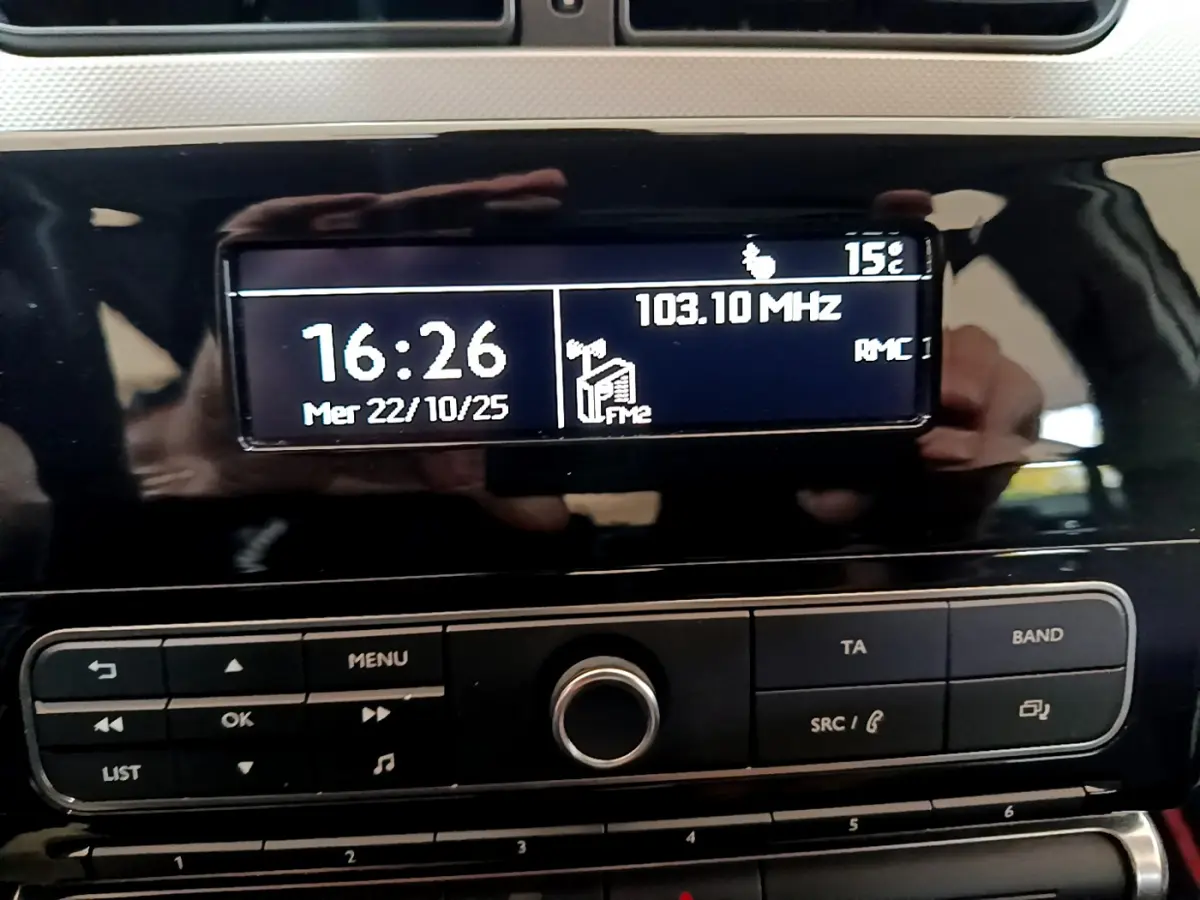 15°C
103.10 MHz
16:26
RMC
Mer 22/10/25
FM2
MENU
TA
BAND
OK
SRC /
LIST
1 2 3 4 5 6